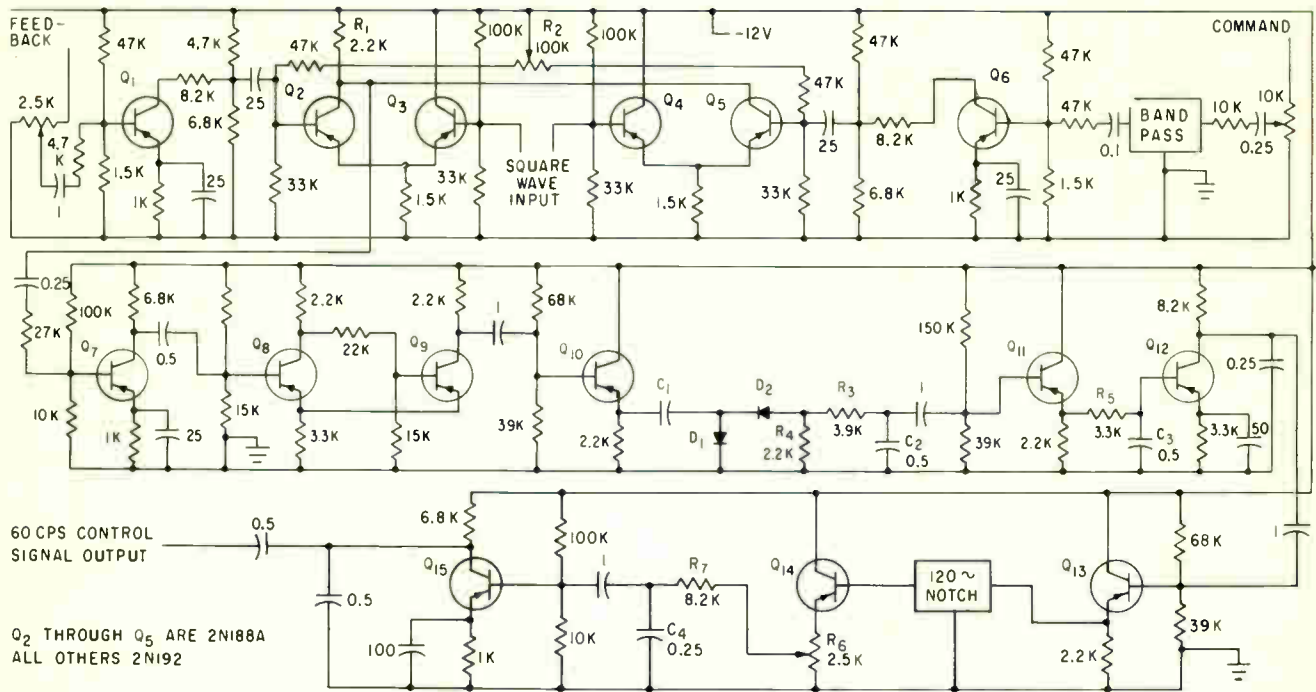 FEED-
BACK
47K
4.7K
R1
2.2K
100K
R2
100K
100K
-12V
47K
47K
COMMAND
Q1
8.2K
25
47K
Q2
Q3
Q4
Q5
47K
Q6
10K
2.5K
4.7
K
6.8K
25
8.2K
47K
0.1
BAND
PASS
10K
0.25
1
1.5K
1K
25
33K
1.5K
33K
SQUARE
WAVE
INPUT
33K
1.5K
33K
6.8K
1K
25
1.5K
0.25
27K
100K
6.8K
0.5
2.2K
22K
2.2K
1
68K
150K
8.2K
Q7
Q8
Q9
Q10
C1
D2
R3
3.9K
1
Q11
R5
3.3K
Q12
0.25
10K
1K
25
15K
3.3K
15K
39K
2.2K
D1
R4
2.2K
C2
0.5
39K
2.2K
C3
0.5
3.3K
50
60 CPS CONTROL
SIGNAL OUTPUT
0.5
6.8K
100K
1
R7
8.2K
Q14
120~
NOTCH
Q13
68K
1
Q15
0.5
100
1K
10K
C4
0.25
R6
2.5K
2.2K
39K
Q2 THROUGH Q5 ARE 2N188A
ALL OTHERS 2N192